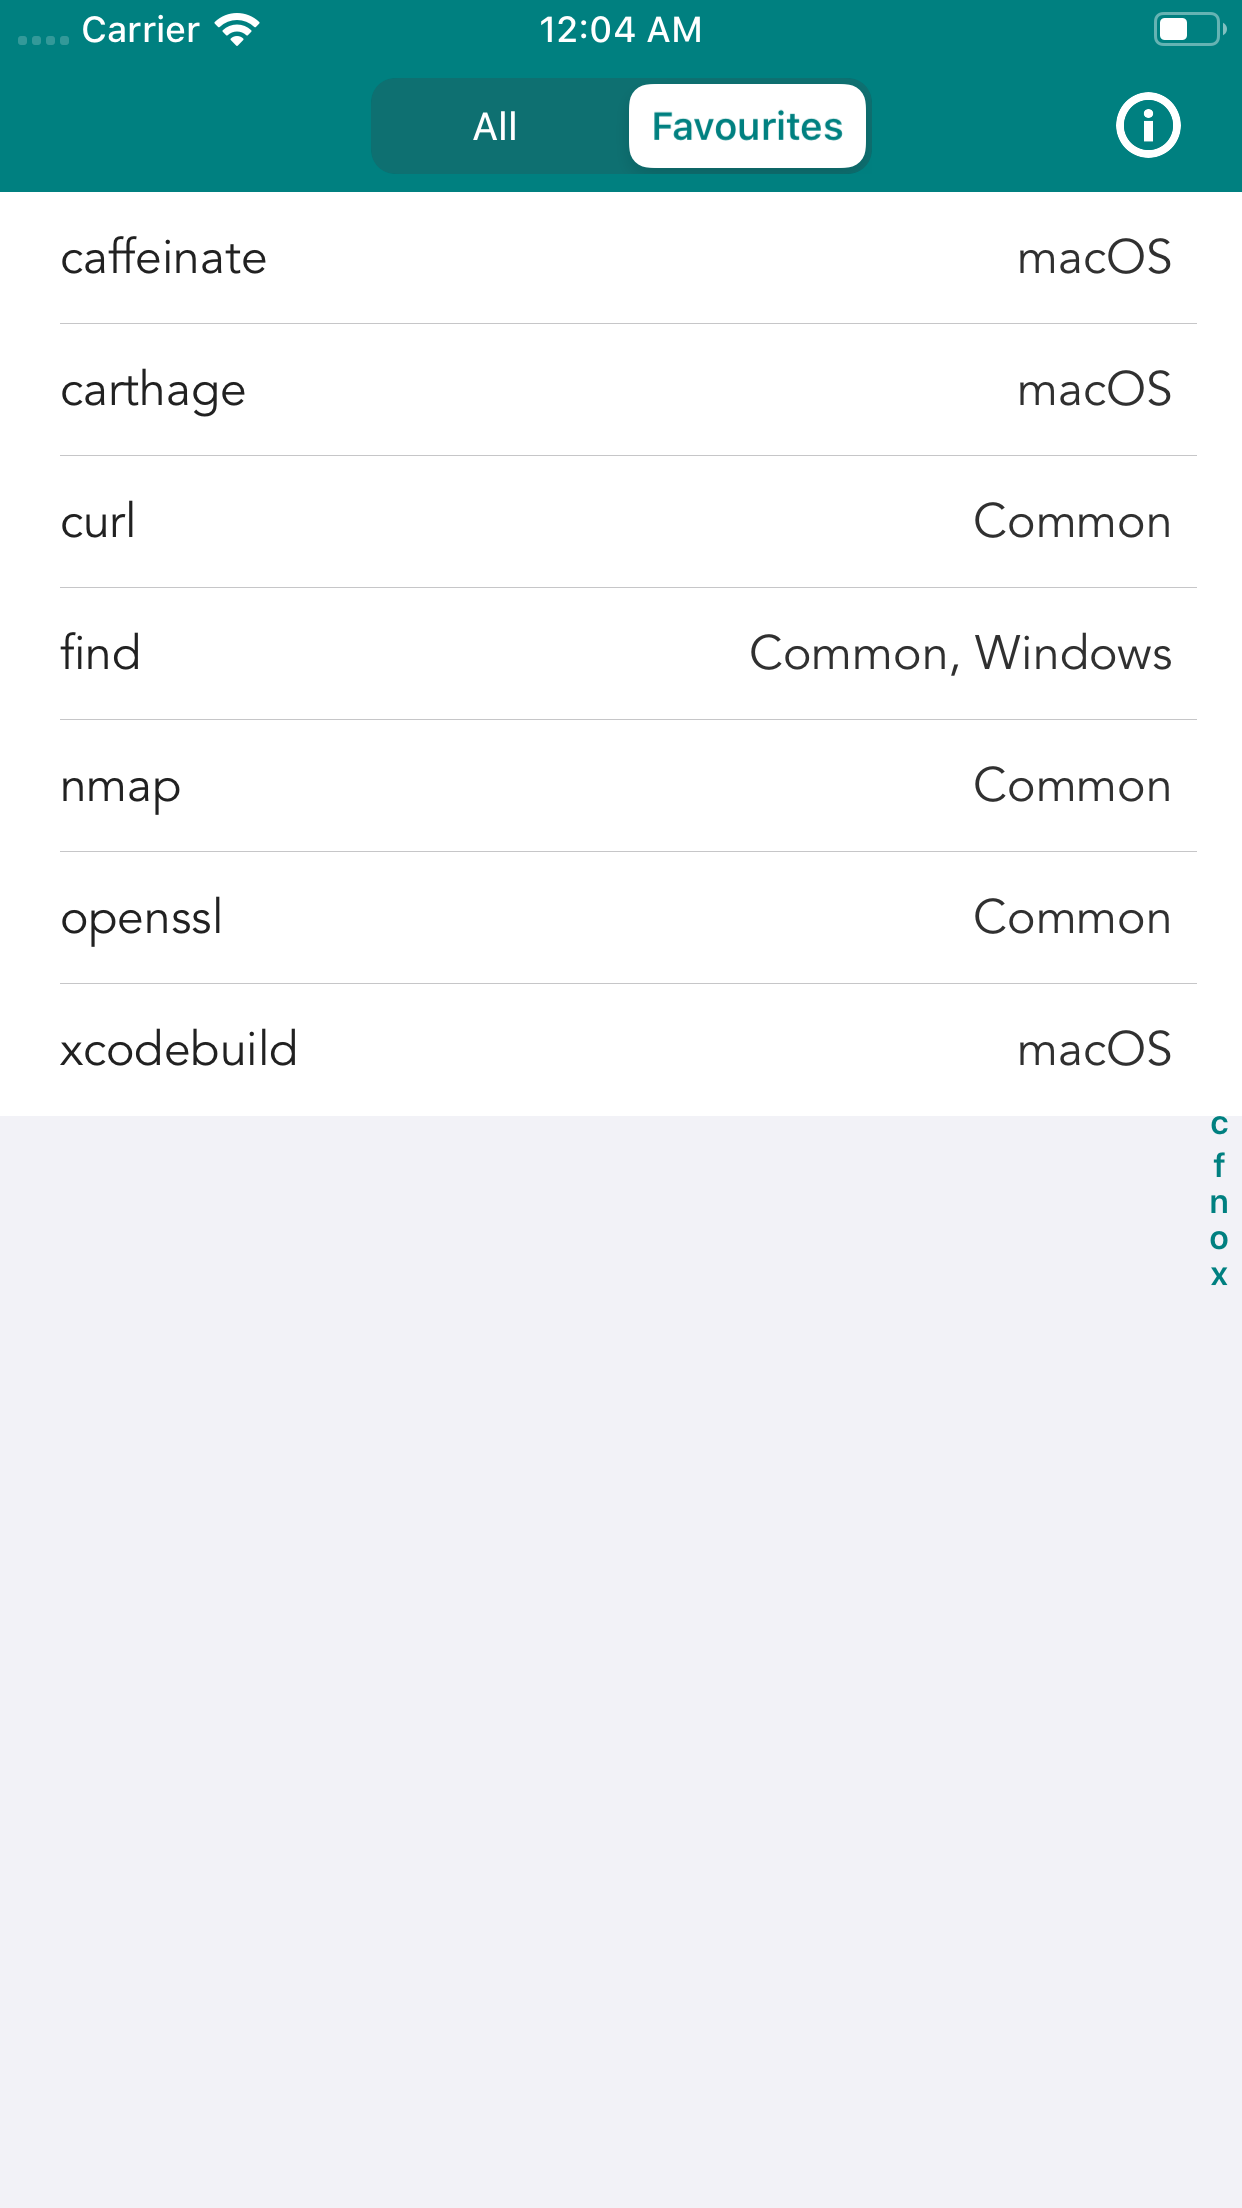 Carrier 12:04 AM
All Favourites
caffeinate macOS
carthage macOS
curl Common
find Common, Windows
nmap Common
openssl Common
xcodebuild macOS
c
f
n
o
x